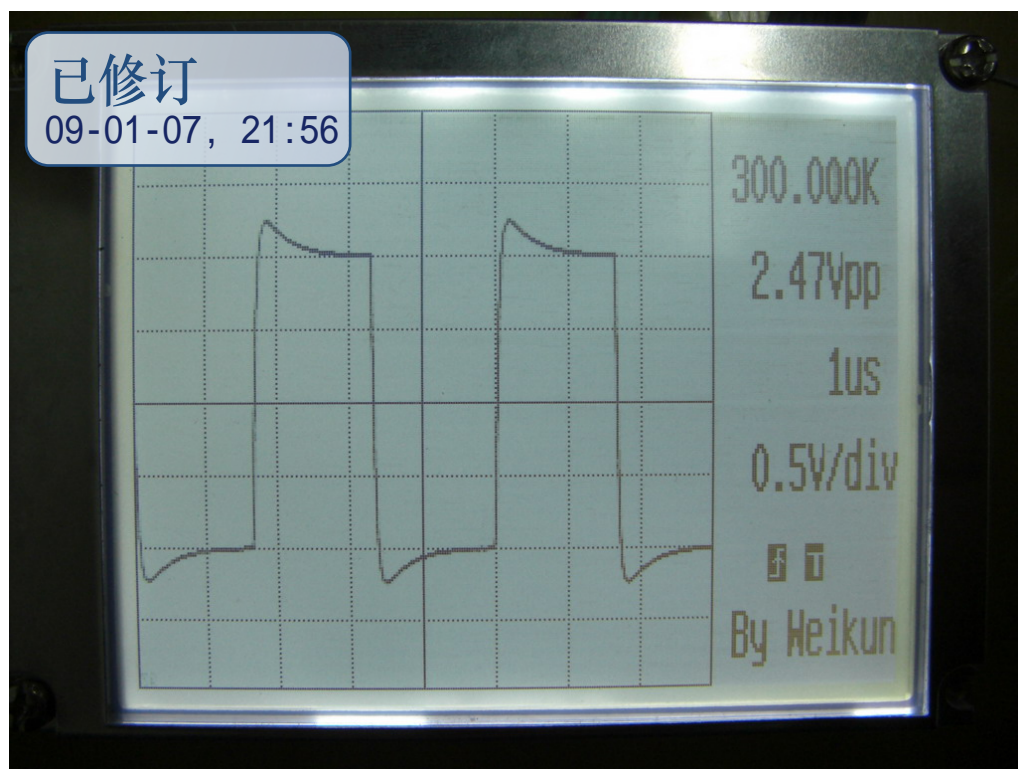 已修订
09-01-07, 21:56
300.000K
2.47Vpp
1us
0.5V/div
T
By Weikun